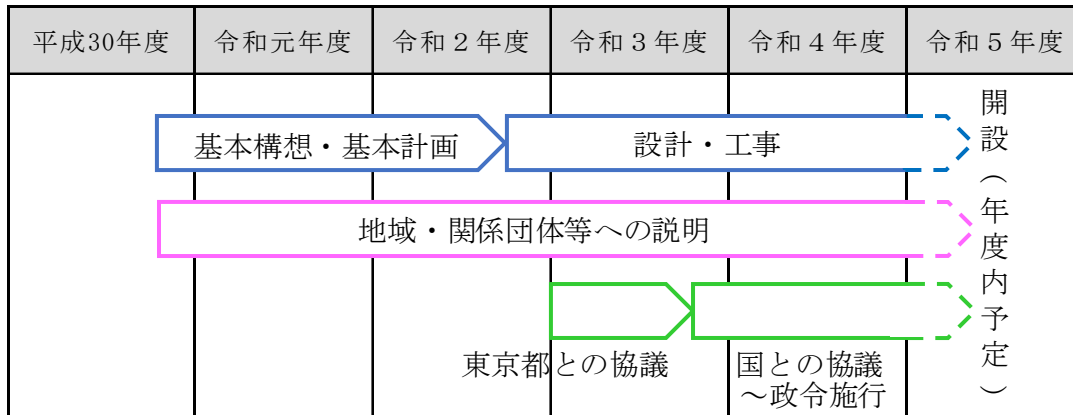 平成30年度
令和元年度
令和２年度
令和３年度
令和４年度
令和５年度
基本構想・基本計画
設計・工事
地域・関係団体等への説明
東京都との協議
国との協議
～政令施行
開設（年度内予定）